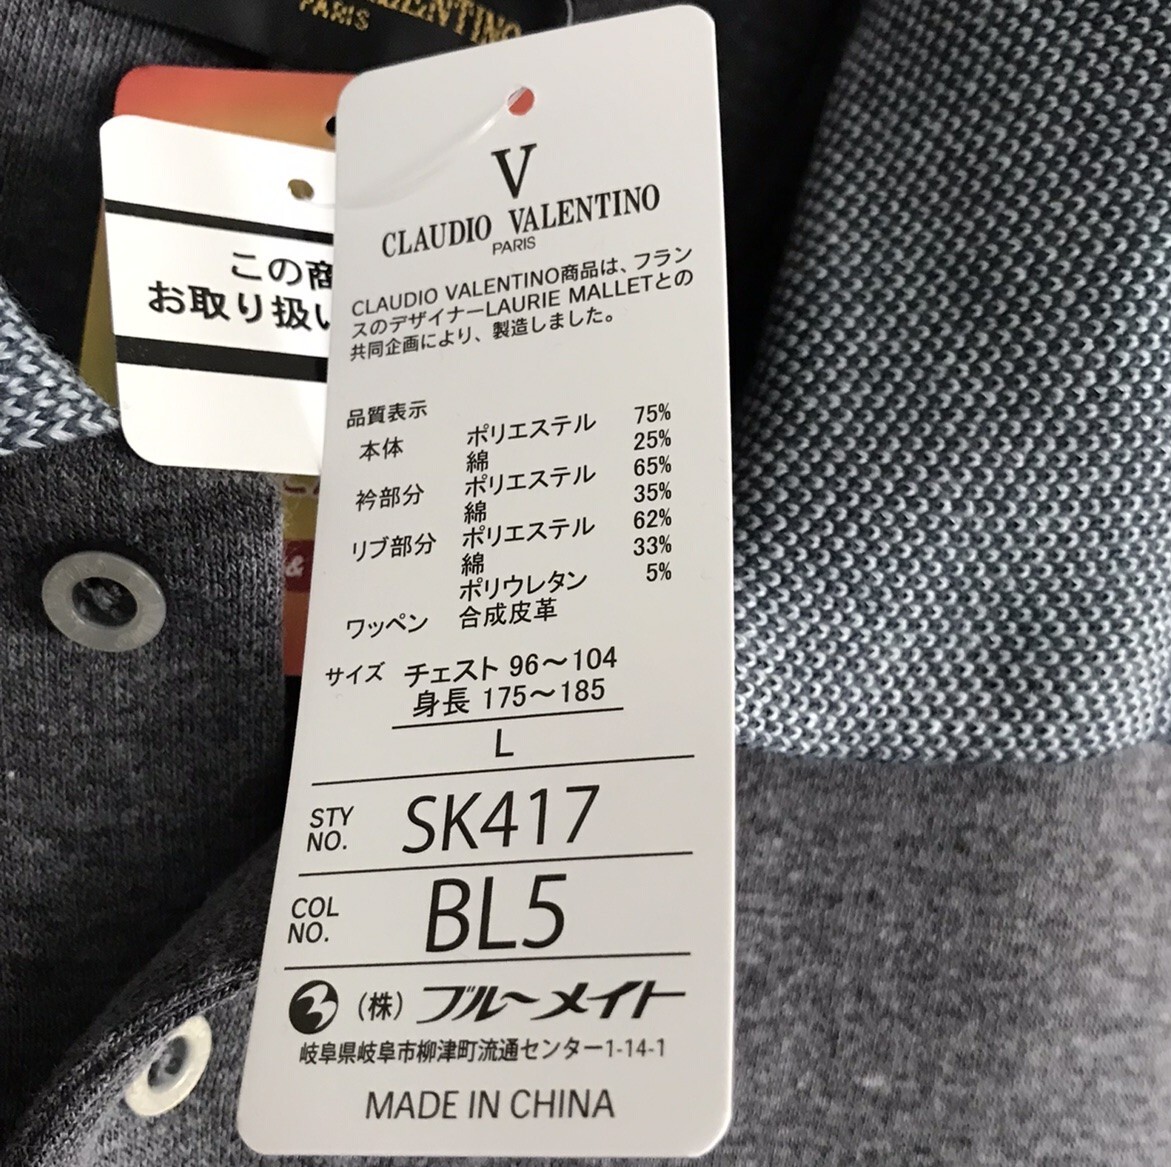 PARIS
この商
お取り扱い
&
V
CLAUDIO VALENTINO
PARIS
CLAUDIO VALENTINO商品は、フラン
スのデザイナーLAURIE MALLETとの
共同企画により、製造しました。
品質表示
本体 ポリエステル 75%
綿 25%
衿部分 ポリエステル 65%
綿 35%
リブ部分 ポリエステル 62%
綿 33%
ポリウレタン 5%
ワッペン 合成皮革
サイズ チェスト 96〜104
身長 175〜185
L
STY NO. SK417
COL NO. BL5
(株)ブルーメイト
岐阜県岐阜市柳津町流通センター1-14-1
MADE IN CHINA